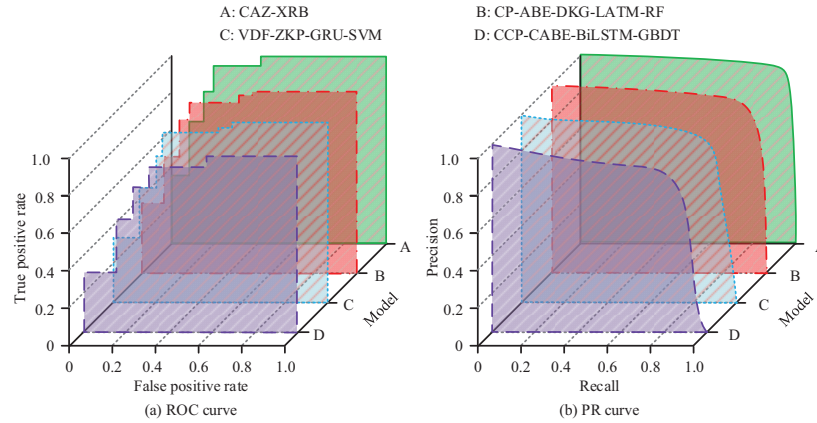 A: CAZ-XRB
B: CP-ABE-DKG-LATM-RF
C: VDF-ZKP-GRU-SVM
D: CCP-CABE-BiLSTM-GBDT
True positive rate
1.0
0.8
0.6
0.4
0.2
0
0
0.2
0.4
0.6
0.8
1.0
False positive rate
A
B
C
D
Model
(a) ROC curve
Precision
1.0
0.8
0.6
0.4
0.2
0
0
0.2
0.4
0.6
0.8
1.0
Recall
A
B
C
D
Model
(b) PR curve